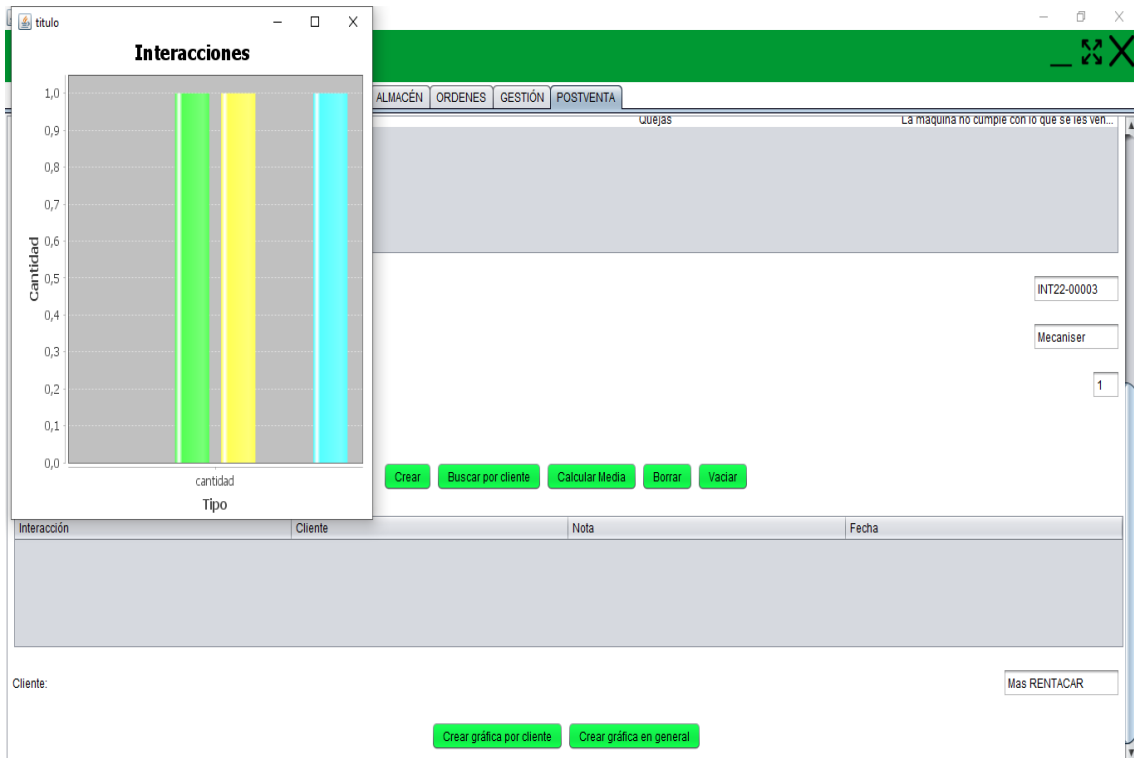 titulo
Interacciones
1,0
0,9
0,8
0,7
0,6
0,5
0,4
0,3
0,2
0,1
0,0
Cantidad
cantidad
Tipo
ALMACÉN ORDENES GESTIÓN POSTVENTA
Quejas La maquina no cumple con lo que se les ven...
INT22-00003
Mecaniser
1
Crear Buscar por cliente Calcular Media Borrar Vaciar
Interacción Cliente Nota Fecha
Cliente: Mas RENTACAR
Crear gráfica por cliente Crear gráfica en general